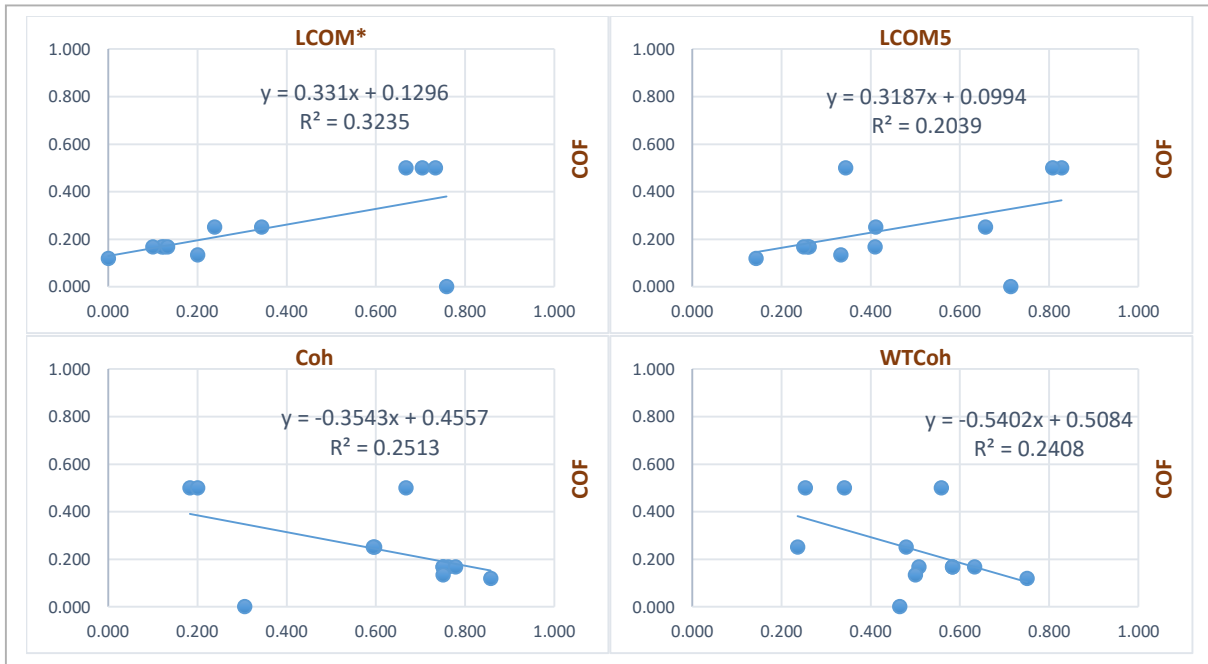 LCOM*
1.000
0.800
0.600
0.400
0.200
0.000
y = 0.331x + 0.1296
R² = 0.3235
COF
0.000 0.200 0.400 0.600 0.800 1.000
LCOM5
1.000
0.800
0.600
0.400
0.200
0.000
y = 0.3187x + 0.0994
R² = 0.2039
COF
0.000 0.200 0.400 0.600 0.800 1.000
Coh
1.000
0.800
0.600
0.400
0.200
0.000
y = -0.3543x + 0.4557
R² = 0.2513
COF
0.000 0.200 0.400 0.600 0.800 1.000
WTCoh
1.000
0.800
0.600
0.400
0.200
0.000
y = -0.5402x + 0.5084
R² = 0.2408
COF
0.000 0.200 0.400 0.600 0.800 1.000